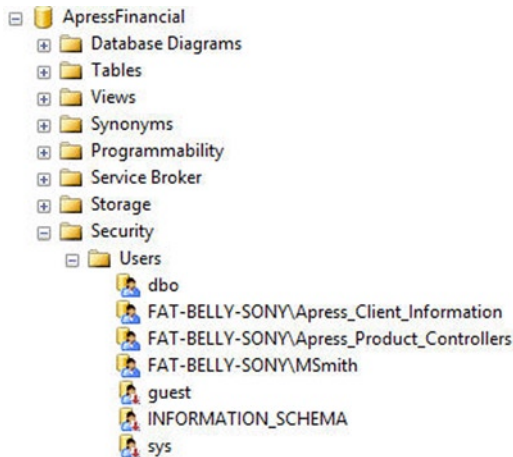 ApressFinancial
Database Diagrams
Tables
Views
Synonyms
Programmability
Service Broker
Storage
Security
Users
dbo
FAT-BELLY-SONY\Apress_Client_Information
FAT-BELLY-SONY\Apress_Product_Controllers
FAT-BELLY-SONY\MSmith
guest
INFORMATION_SCHEMA
sys